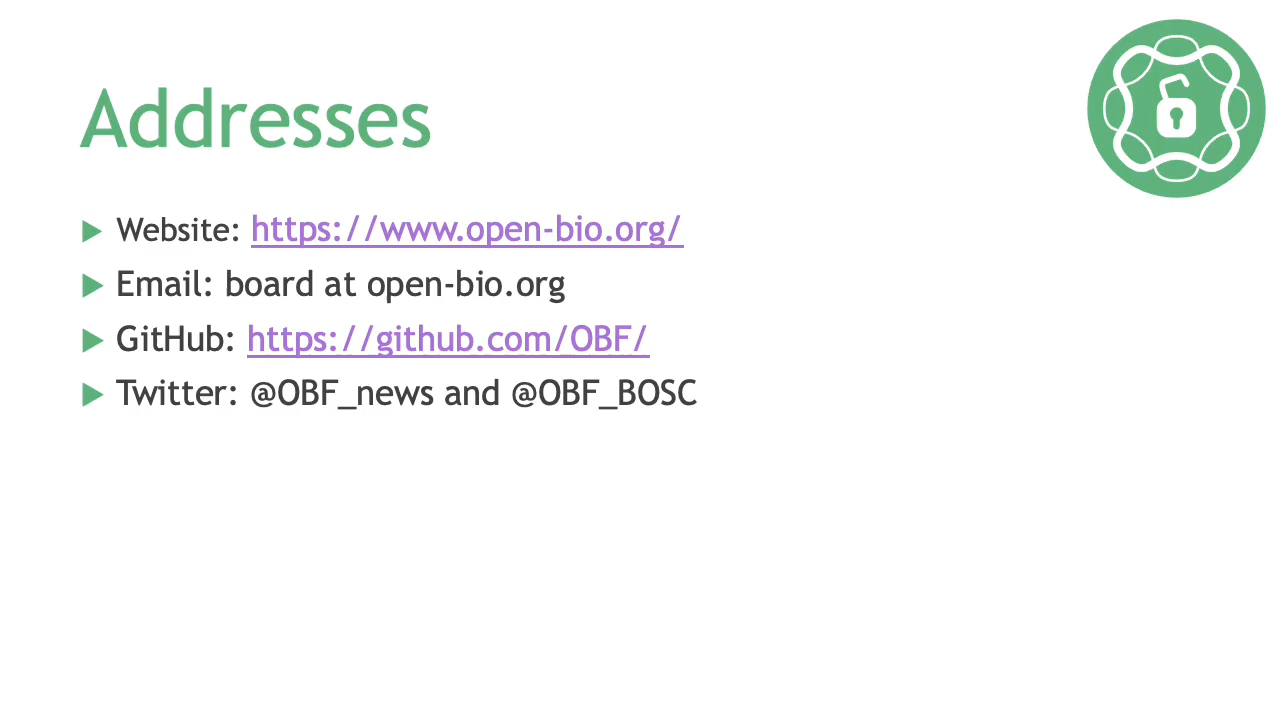 Addresses
Website: https://www.open-bio.org/
Email: board at open-bio.org
GitHub: https://github.com/OBF/
Twitter: @OBF_news and @OBF_BOSC